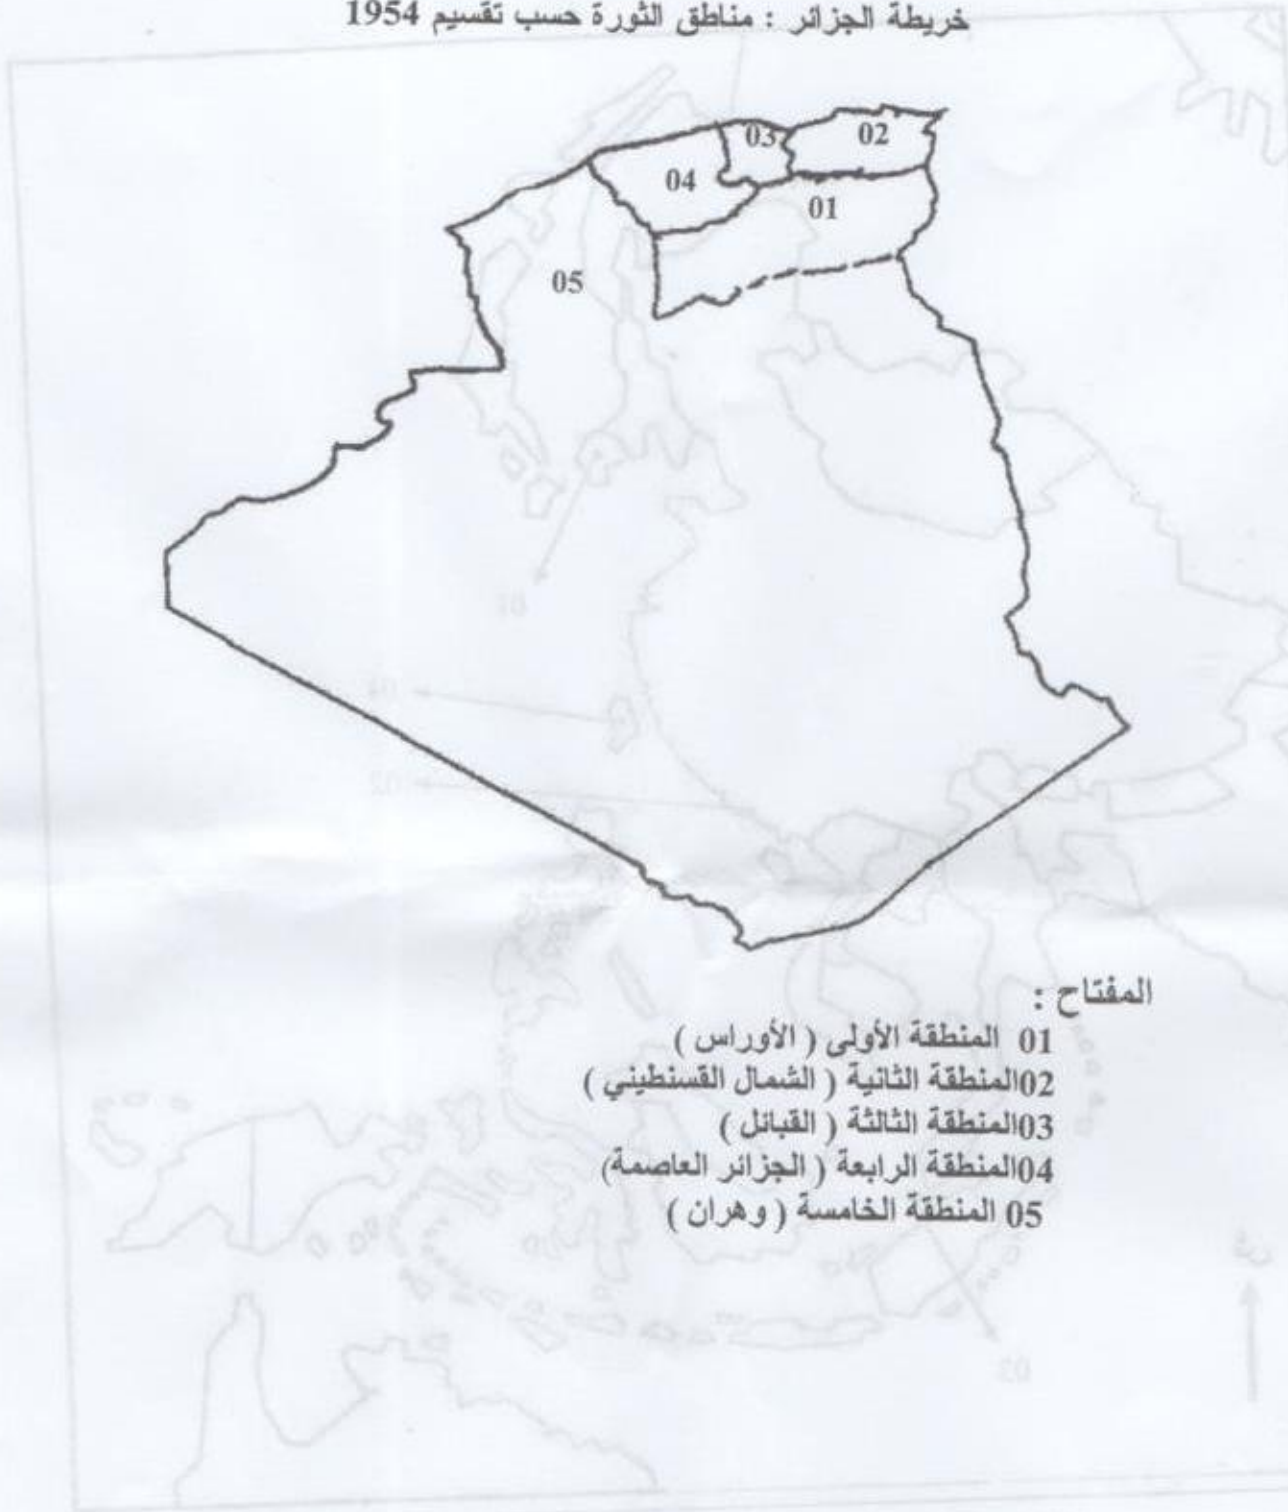 خريطة الجزائر : مناطق الثورة حسب تقسيم 1954
02
03
04
01
05
المفتاح :
01 المنطقة الأولى ( الأوراس )
02المنطقة الثانية ( الشمال القسنطيني )
03المنطقة الثالثة ( القبائل )
04المنطقة الرابعة ( الجزائر العاصمة)
05 المنطقة الخامسة ( وهران )